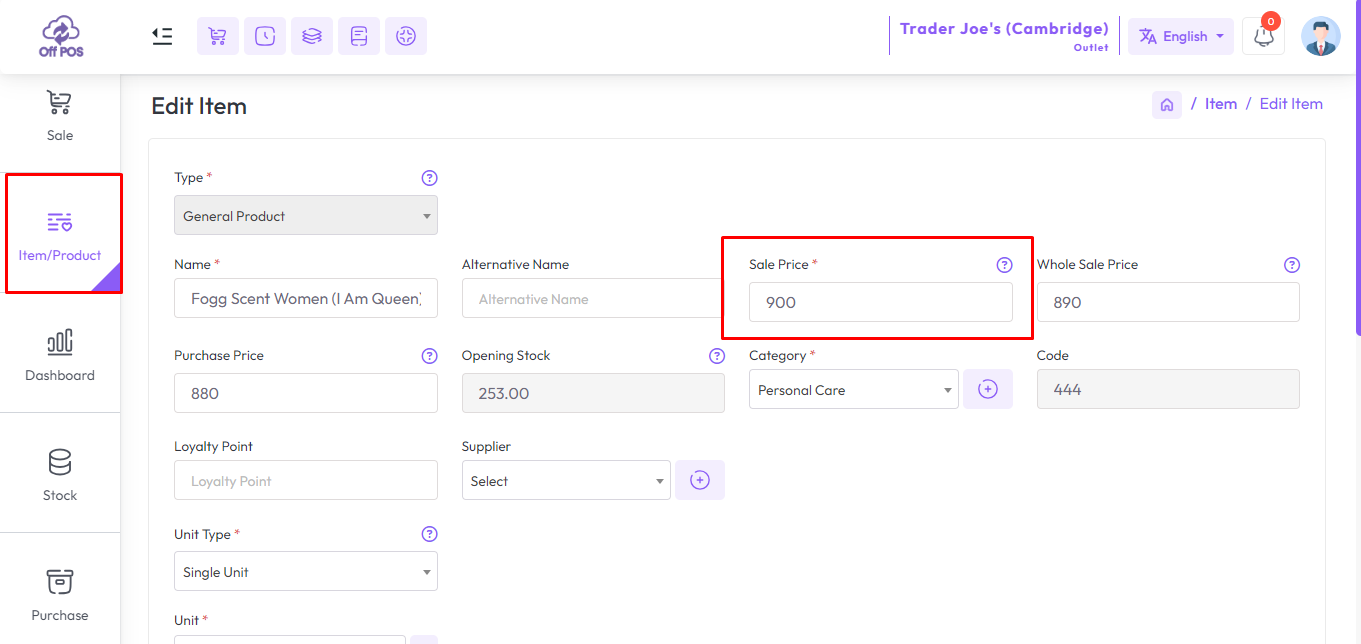 Off POS
Trader Joe's (Cambridge)
Outlet
English
0
Sale
Item/Product
Dashboard
Stock
Purchase
Edit Item
/ Item / Edit Item
Type *
General Product
Name *
Fogg Scent Women (I Am Queen)
Alternative Name
Alternative Name
Sale Price *
900
Whole Sale Price
890
Purchase Price
880
Opening Stock
253.00
Category *
Personal Care
Code
444
Loyalty Point
Loyalty Point
Supplier
Select
Unit Type *
Single Unit
Unit *